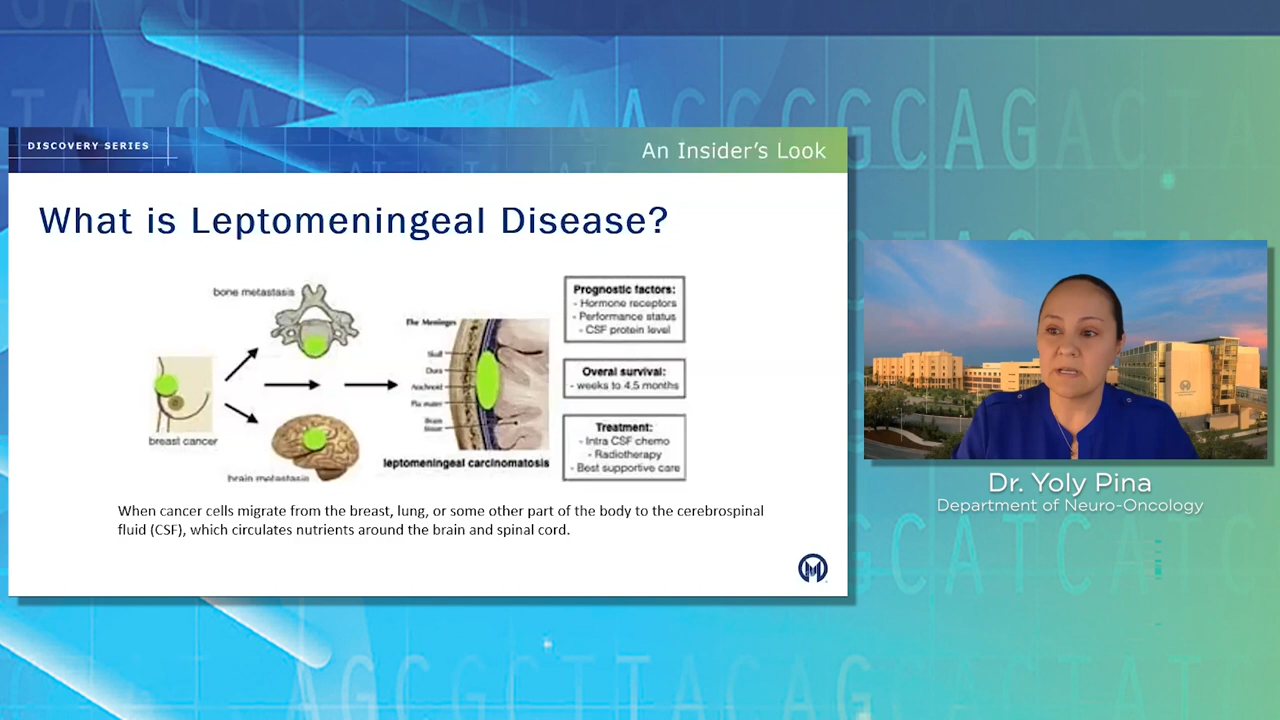 TATCA
AACCCGCAGACTA
DISCOVERY SERIES
An Insider's Look
What is Leptomeningeal Disease?
bone metastasis
breast cancer
brain metastasis
The Meninges
Skull
Dura
Arachnoid
Pia mater
Brain
tissue
leptomeningeal carcinomatosis
Prognostic factors:
- Hormone receptors
- Performance status
- CSF protein level
Overal survival:
- weeks to 4,5 months
Treatment:
- Intra CSF chemo
- Radiotherapy
- Best supportive care
When cancer cells migrate from the breast, lung, or some other part of the body to the cerebrospinal
fluid (CSF), which circulates nutrients around the brain and spinal cord.
Dr. Yoly Pina
Department of Neuro-Oncology
GCATC
AGCGCTTACAG